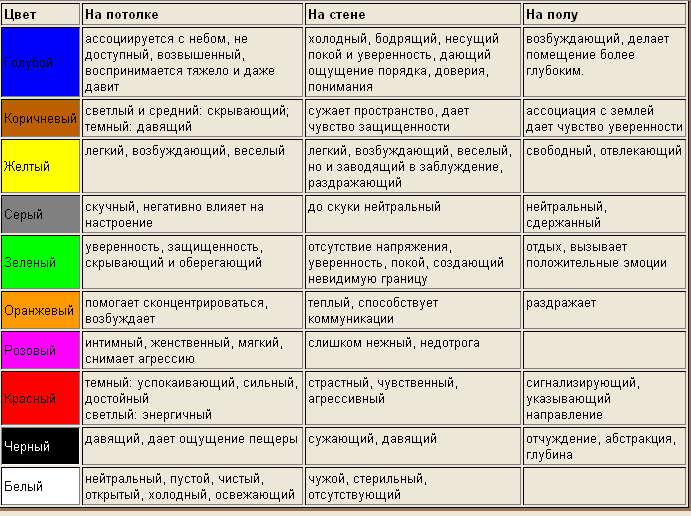 Цвет
На потолке
На стене
На полу
Голубой
ассоциируется с небом, не
доступный, возвышенный,
воспринимается тяжело и даже
давит
холодный, бодрящий, несущий
покой и уверенность, дающий
ощущение порядка, доверия,
понимания
возбуждающий, делает
помещение более
глубоким.
Коричневый
светлый и средний: скрывающий;
темный: давящий
сужает пространство, дает
чувство защищенности
ассоциация с землей
дает чувство уверенности
Желтый
легкий, возбуждающий, веселый
легкий, возбуждающий, веселый,
но и заводящий в заблуждение,
раздражающий
свободный, отвлекающий
Серый
скучный, негативно влияет на
настроение
до скуки нейтральный
нейтральный,
сдержанный
Зеленый
уверенность, защищенность,
скрывающий и оберегающий
отсутствие напряжения,
уверенность, покой, создающий
невидимую границу
отдых, вызывает
положительные эмоции
Оранжевый
помогает сконцентрироваться,
возбуждает
теплый, способствует
коммуникации
раздражает
Розовый
интимный, женственный, мягкий,
снимает агрессию
слишком нежный, недотрога
Красный
темный: успокаивающий, сильный,
достойный
светлый: энергичный
страстный, чувственный,
агрессивный
сигнализирующий,
указывающий
направление
Черный
давящий, дает ощущение пещеры
сужающий, давящий
отчуждение, абстракция,
глубина
Белый
нейтральный, пустой, чистый,
открытый, холодный, освежающий
чужой, стерильный,
отсутствующий